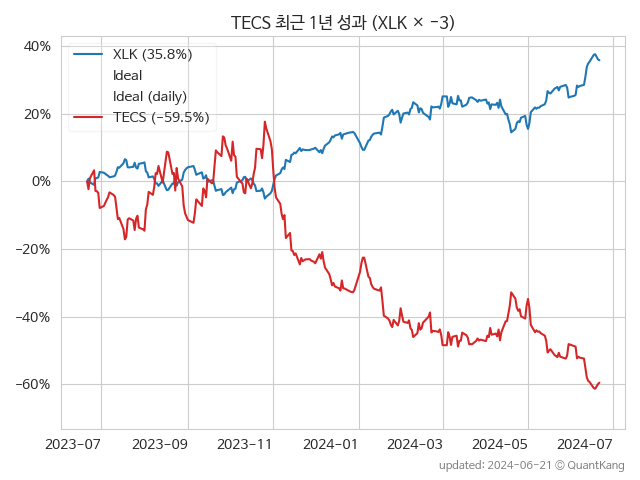 TECS 최근 1년 성과 (XLK × −3)
40%
20%
0%
−20%
−40%
−60%
XLK (35.8%)
Ideal
Ideal (daily)
TECS (−59.5%)
2023−07
2023−09
2023−11
2024−01
2024−03
2024−05
2024−07
updated: 2024−06−21 © QuantKang